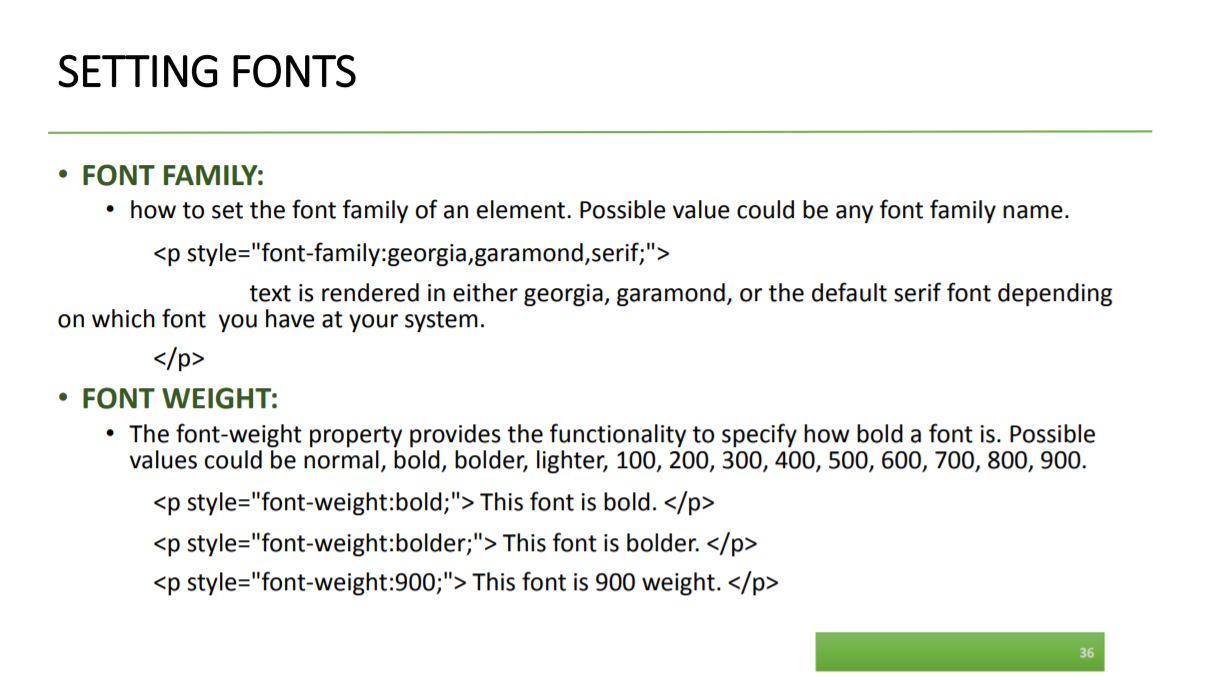 SETTING FONTS
• FONT FAMILY:
• how to set the font family of an element. Possible value could be any font family name.
<p style="font-family:georgia,garamond,serif;">
text is rendered in either georgia, garamond, or the default serif font depending
on which font  you have at your system.
</p>
• FONT WEIGHT:
• The font-weight property provides the functionality to specify how bold a font is. Possible
values could be normal, bold, bolder, lighter, 100, 200, 300, 400, 500, 600, 700, 800, 900.
<p style="font-weight:bold;"> This font is bold. </p>
<p style="font-weight:bolder;"> This font is bolder. </p>
<p style="font-weight:900;"> This font is 900 weight. </p>
36